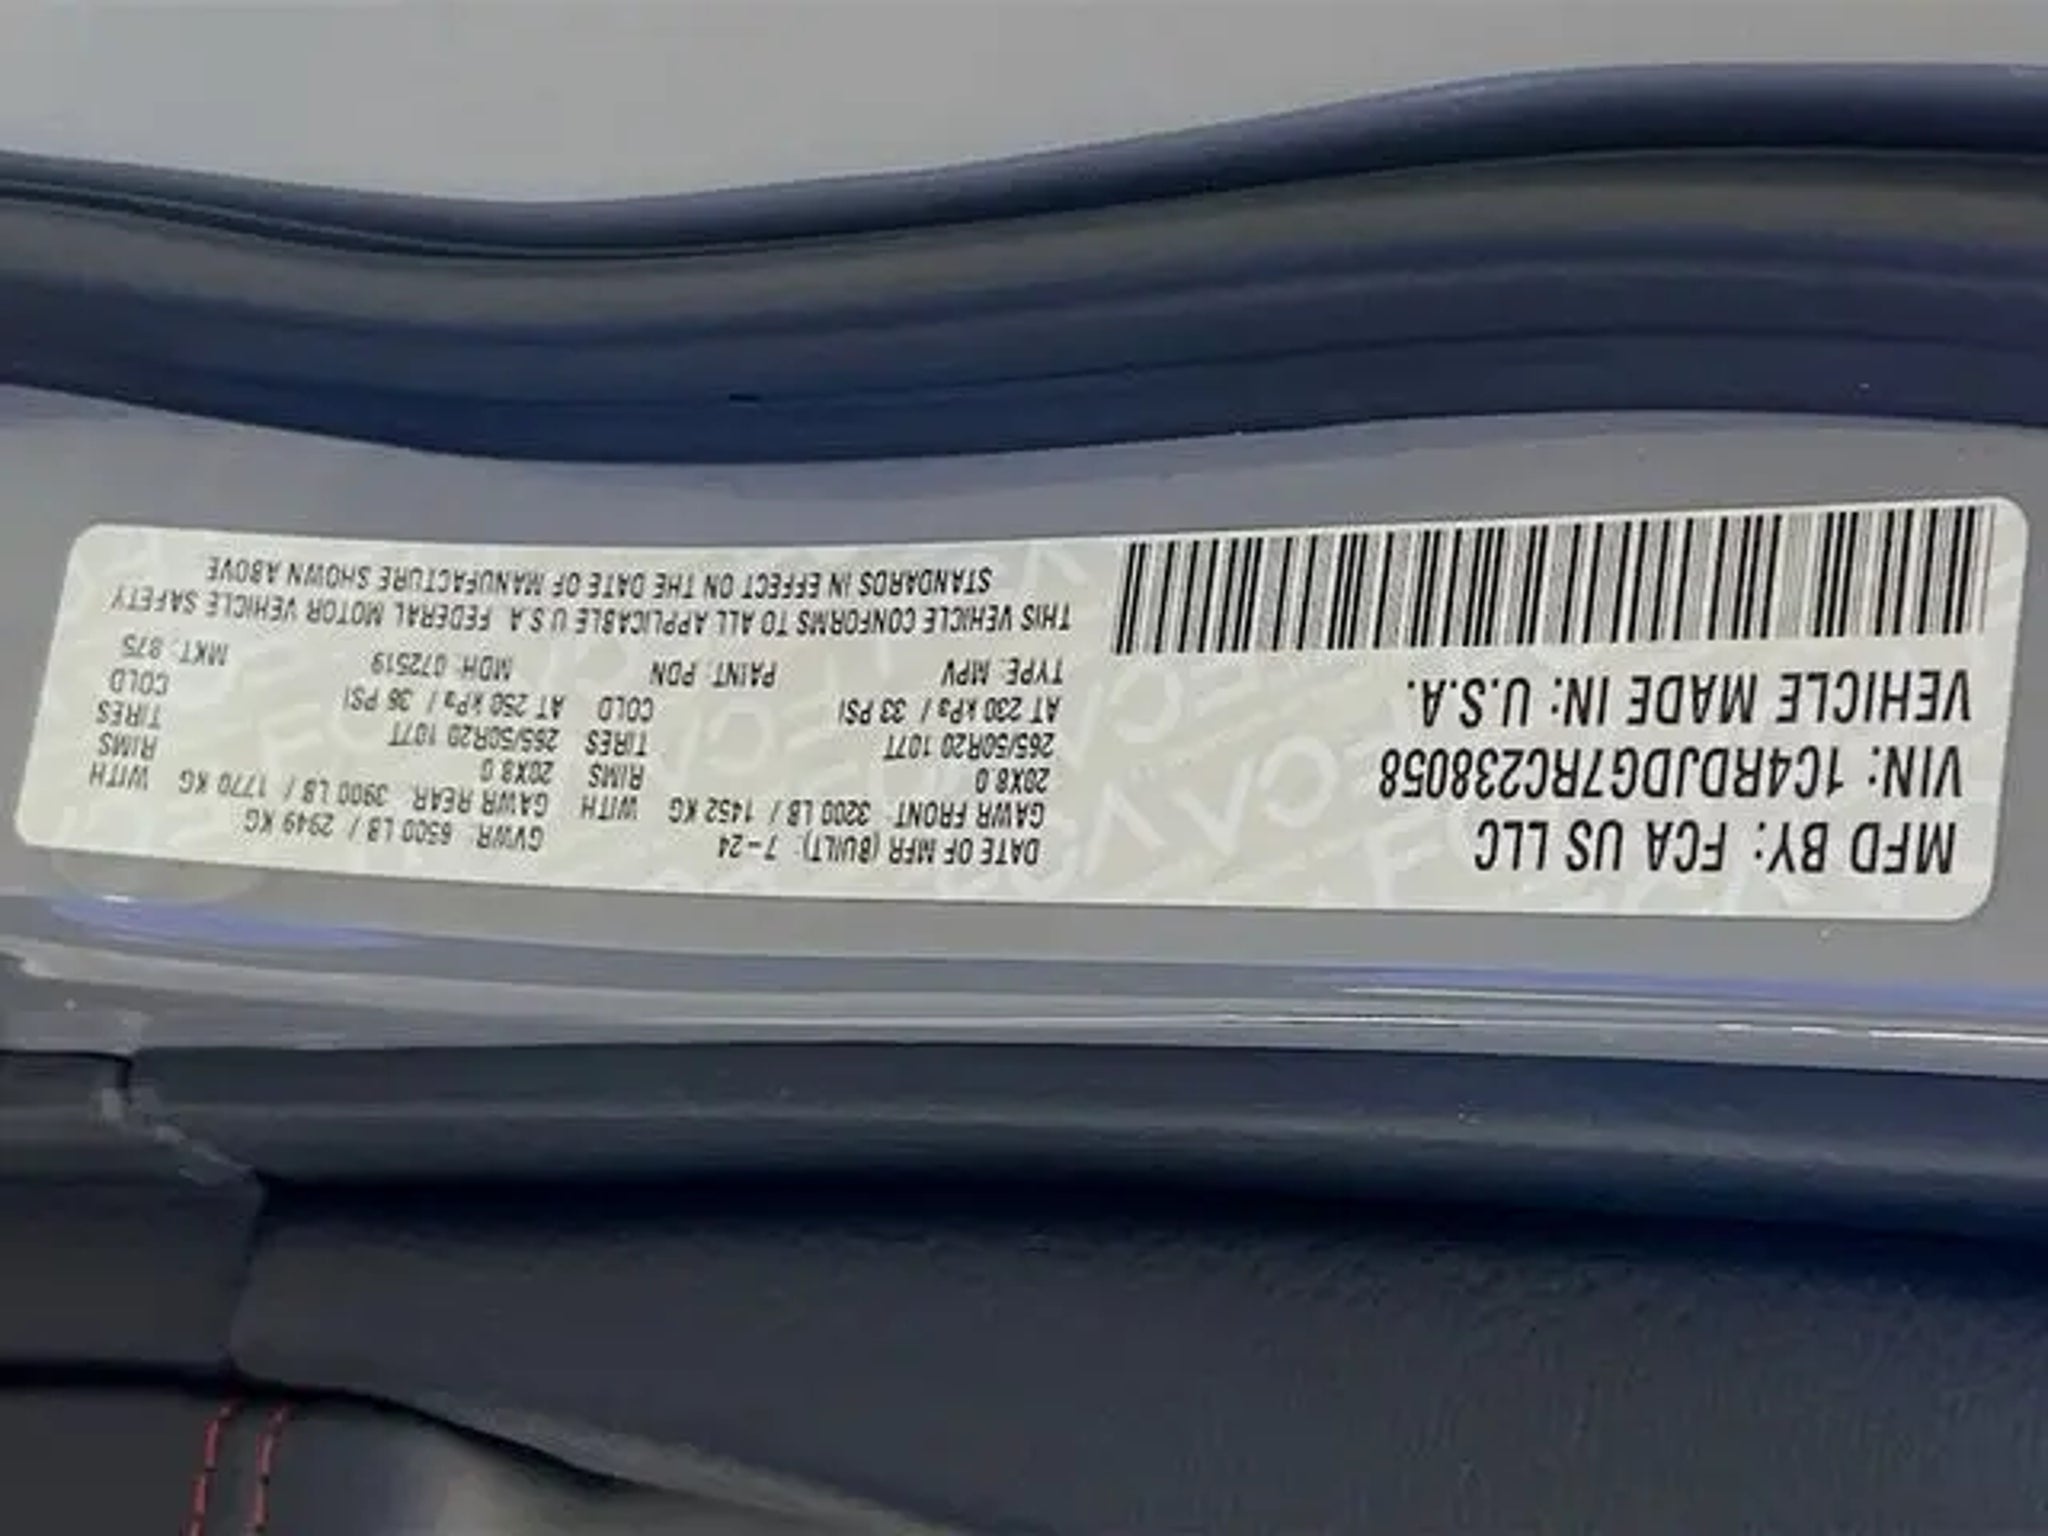 MFD BY: FCA US LLC
VIN: 1C4RDJDG7RC238058
VEHICLE MADE IN: U.S.A.
DATE OF MFR (BUILT): 7-24 GVWR: 6500 LB / 2949 KG
GAWR FRONT: 3200 LB / 1452 KG WITH GAWR REAR: 3900 LB / 1770 KG WITH
20X8.0 RIMS 20X8.0 RIMS
265/50R20 107T TIRES 265/50R20 107T TIRES
AT 230 kPa / 33 PSI COLD AT 250 kPa / 36 PSI COLD
TYPE: MPV PAINT: PDN MDH: 072519 MKT: 875
THIS VEHICLE CONFORMS TO ALL APPLICABLE U.S.A. FEDERAL MOTOR VEHICLE SAFETY
STANDARDS IN EFFECT ON THE DATE OF MANUFACTURE SHOWN ABOVE